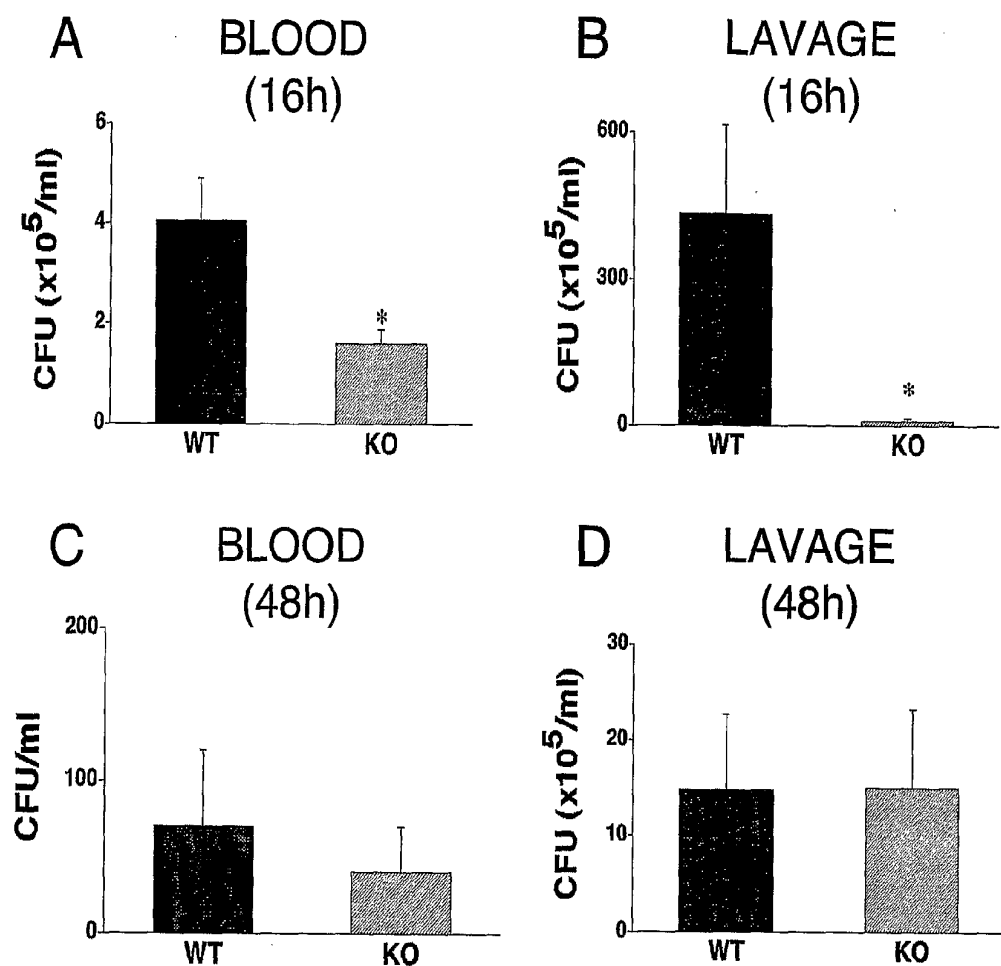 A
BLOOD
(16h)
CFU (x10⁵/ml)
6
4
2
0
WT
KO
*
B
LAVAGE
(16h)
CFU (x10⁵/ml)
600
300
0
WT
KO
*
C
BLOOD
(48h)
CFU/ml
200
100
0
WT
KO
D
LAVAGE
(48h)
CFU (x10⁵/ml)
30
20
10
0
WT
KO